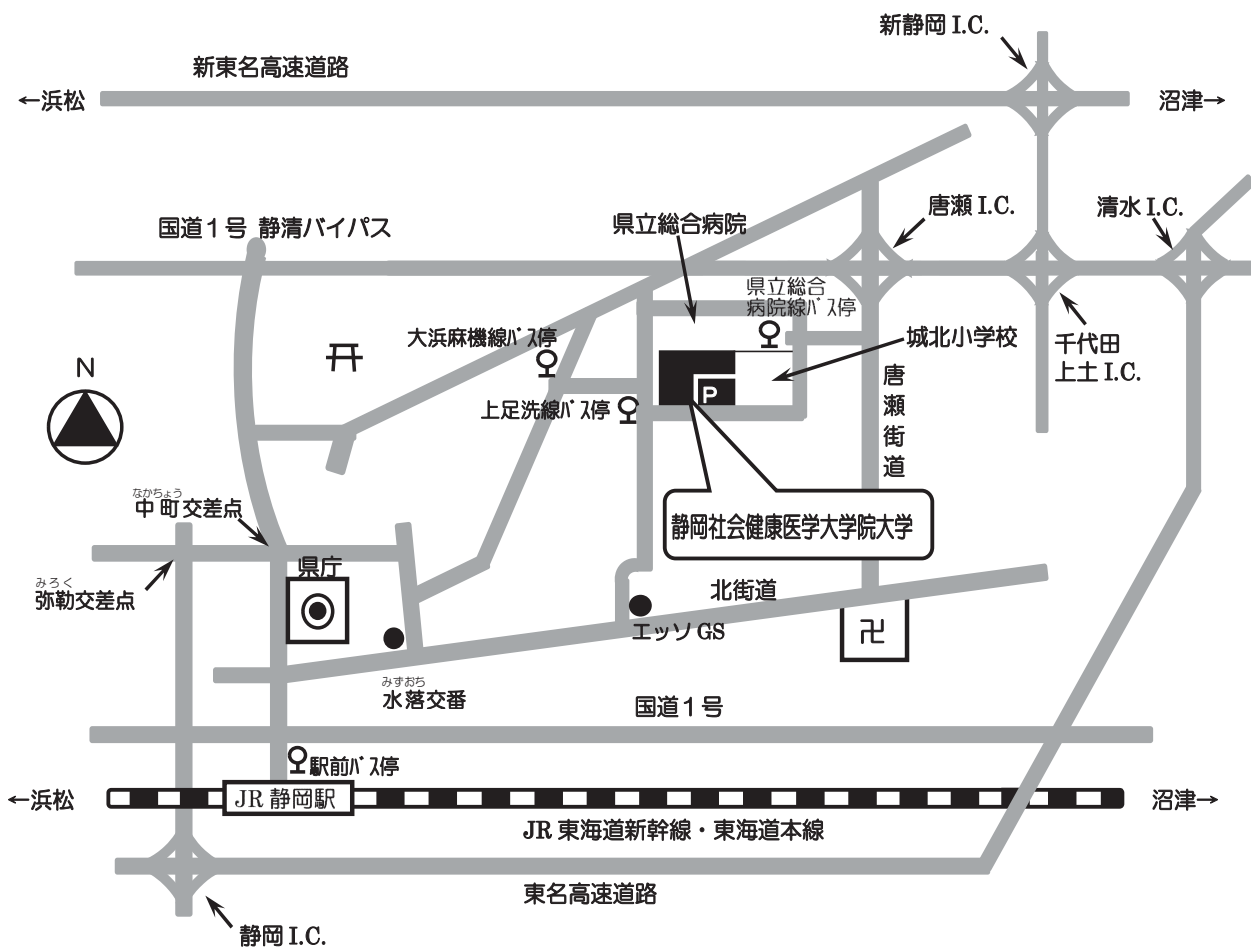 新静岡 I.C.
新東名高速道路
←浜松
沼津→
唐瀬 I.C.
清水 I.C.
国道1号 静清バイパス
県立総合病院
県立総合
病院線バス停
大浜麻機線バス停
城北小学校
千代田
上土 I.C.
N
P
上足洗線バス停
唐瀬街道
なかちょう
中町交差点
静岡社会健康医学大学院大学
県庁
みろく
弥勒交差点
北街道
エッソ GS
卍
みずおち
水落交番
国道1号
駅前バス停
←浜松
JR 静岡駅
沼津→
JR 東海道新幹線・東海道本線
東名高速道路
静岡 I.C.